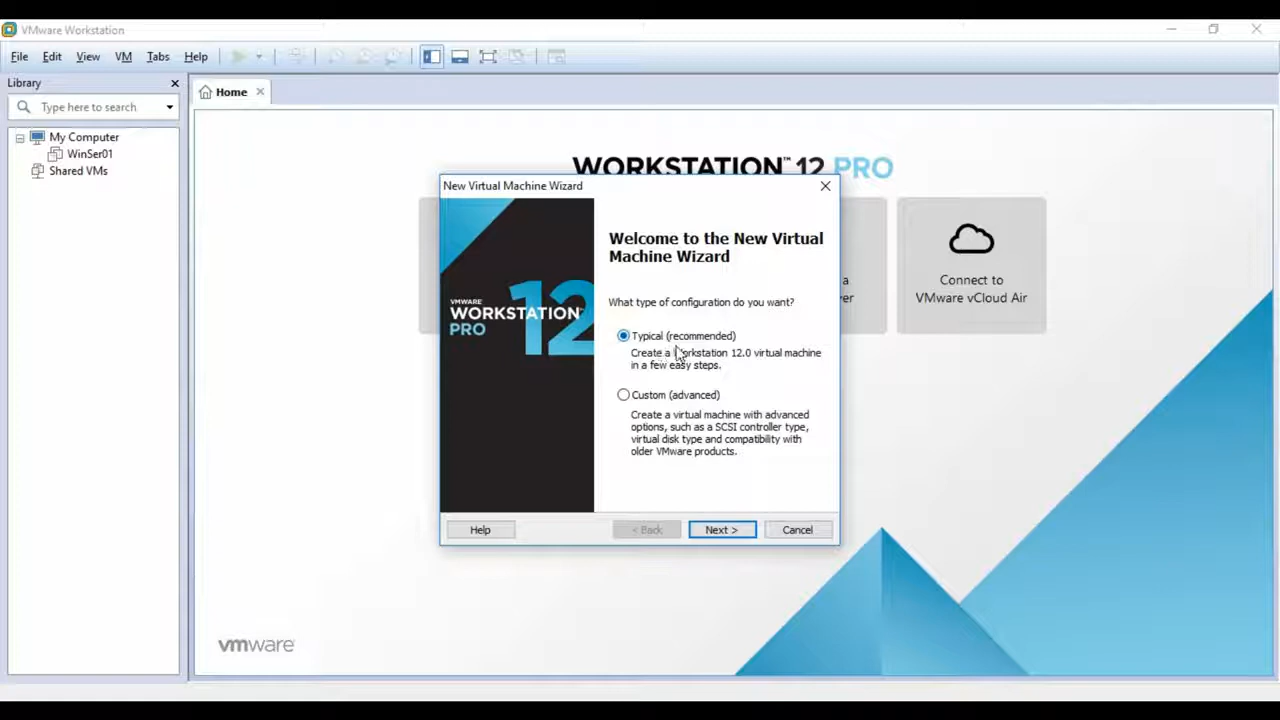 VMware Workstation
File Edit View VM Tabs Help
Library
Type here to search
My Computer
WinSer01
Shared VMs
Home
WORKSTATION™ 12 PRO
a
Connect to
VMware vCloud Air
New Virtual Machine Wizard
VMWARE
WORKSTATION
PRO
12
Welcome to the New Virtual
Machine Wizard
What type of configuration do you want?
Typical (recommended)
Create a Workstation 12.0 virtual machine
in a few easy steps.
Custom (advanced)
Create a virtual machine with advanced
options, such as a SCSI controller type,
virtual disk type and compatibility with
older VMware products.
Help < Back Next > Cancel
vmware